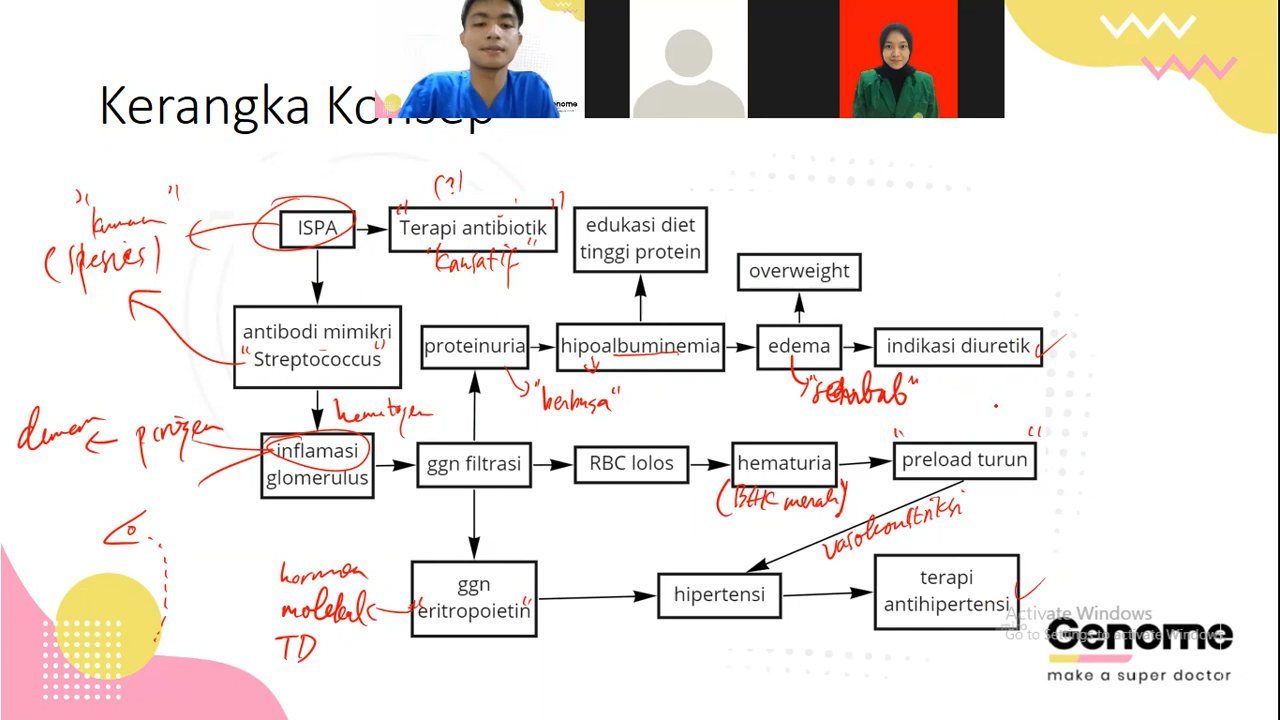 Kerangka Konsep
enome
(?)
"kuman"
(spesies)
ISPA
"Terapi antibiotik"
"kausatif"
edukasi diet
tinggi protein
overweight
antibodi mimikri
"Streptococcus"
proteinuria
hipoalbuminemia
edema
indikasi diuretik
"berbusa"
"sembab"
hematogen
demam
pirogen
inflamasi
glomerulus
ggn filtrasi
RBC lolos
hematuria
"preload turun"
(BAK merah)
vasokonstriksi
hormon
molekul
TD
ggn
"eritropoietin"
hipertensi
terapi
antihipertensi
Activate Windows
Go to Settings to activate Windows.
Genome
make a super doctor